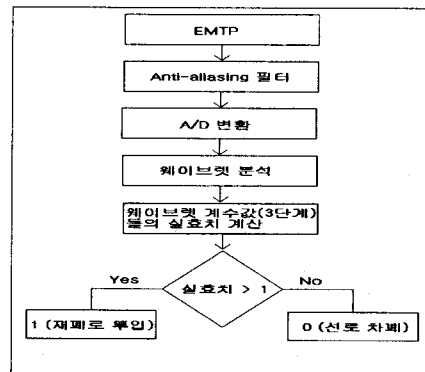 EMTP
Anti-aliasing 필터
A/D 변환
웨이브렛 분석
웨이브렛 계수값(3단계)
들의 실효치 계산
Yes
실효치 > 1
No
1 (재폐로 투입)
0 (선로 차폐)